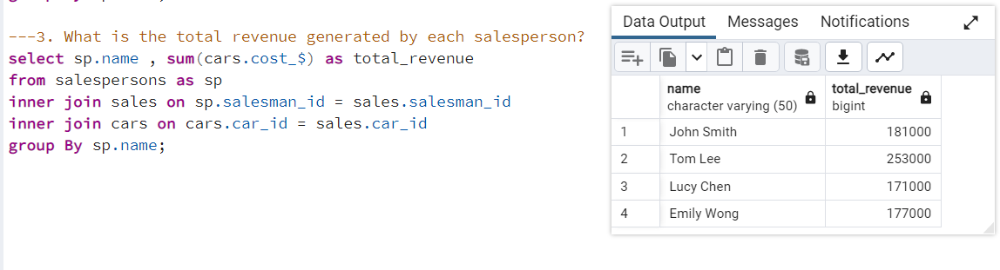 ---3. What is the total revenue generated by each salesperson?
select sp.name , sum(cars.cost_$) as total_revenue
from salespersons as sp
inner join sales on sp.salesman_id = sales.salesman_id
inner join cars on cars.car_id = sales.car_id
group By sp.name;
Data Output Messages Notifications
name total_revenue
character varying (50) bigint
1 John Smith 181000
2 Tom Lee 253000
3 Lucy Chen 171000
4 Emily Wong 177000